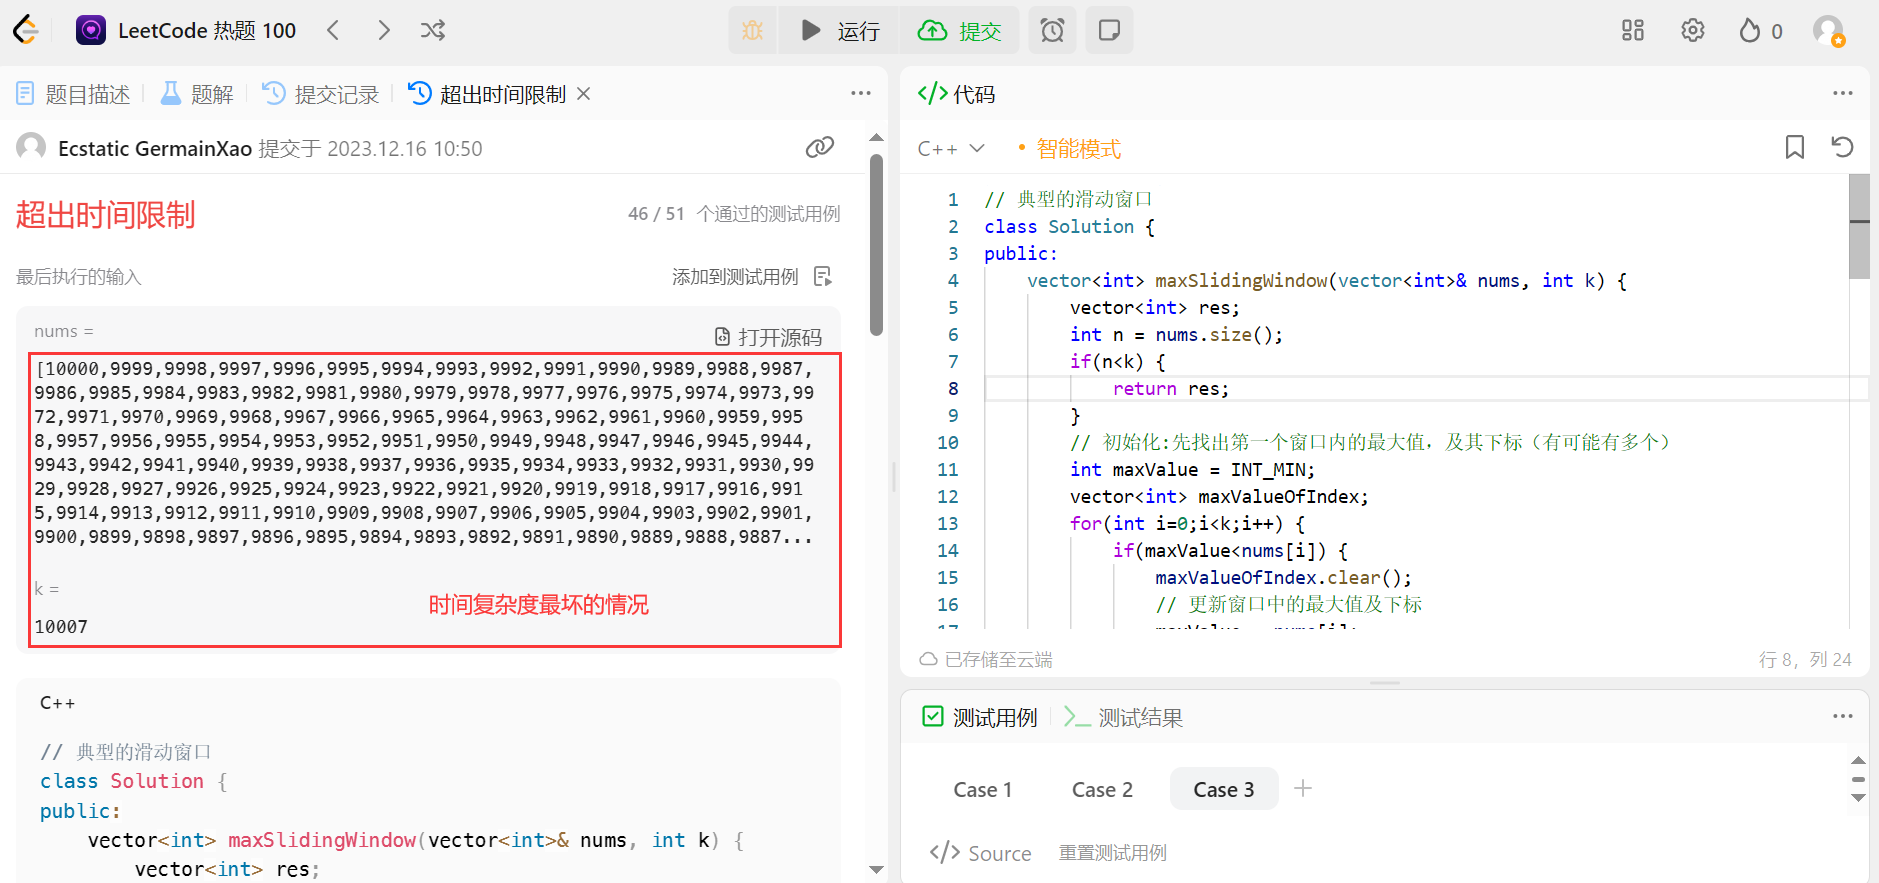 LeetCode 热题 100
运行
提交
0
题目描述
题解
提交记录
超出时间限制
Ecstatic GermainXao 提交于 2023.12.16 10:50
超出时间限制
46 / 51 个通过的测试用例
最后执行的输入
添加到测试用例
nums =
打开源码
[10000,9999,9998,9997,9996,9995,9994,9993,9992,9991,9990,9989,9988,9987,
9986,9985,9984,9983,9982,9981,9980,9979,9978,9977,9976,9975,9974,9973,99
72,9971,9970,9969,9968,9967,9966,9965,9964,9963,9962,9961,9960,9959,995
8,9957,9956,9955,9954,9953,9952,9951,9950,9949,9948,9947,9946,9945,9944,
9943,9942,9941,9940,9939,9938,9937,9936,9935,9934,9933,9932,9931,9930,99
29,9928,9927,9926,9925,9924,9923,9922,9921,9920,9919,9918,9917,9916,991
5,9914,9913,9912,9911,9910,9909,9908,9907,9906,9905,9904,9903,9902,9901,
9900,9899,9898,9897,9896,9895,9894,9893,9892,9891,9890,9889,9888,9887...
k =
时间复杂度最坏的情况
10007
C++
// 典型的滑动窗口
class Solution {
public:
vector<int> maxSlidingWindow(vector<int>& nums, int k) {
vector<int> res;
</> 代码
C++
• 智能模式
1 // 典型的滑动窗口
2 class Solution {
3 public:
4 vector<int> maxSlidingWindow(vector<int>& nums, int k) {
5 vector<int> res;
6 int n = nums.size();
7 if(n<k) {
8 return res;
9 }
10 // 初始化:先找出第一个窗口内的最大值，及其下标（有可能有多个）
11 int maxValue = INT_MIN;
12 vector<int> maxValueOfIndex;
13 for(int i=0;i<k;i++) {
14 if(maxValue<nums[i]) {
15 maxValueOfIndex.clear();
16 // 更新窗口中的最大值及下标
已存储至云端
行 8, 列 24
测试用例
测试结果
Case 1
Case 2
Case 3
</> Source
重置测试用例